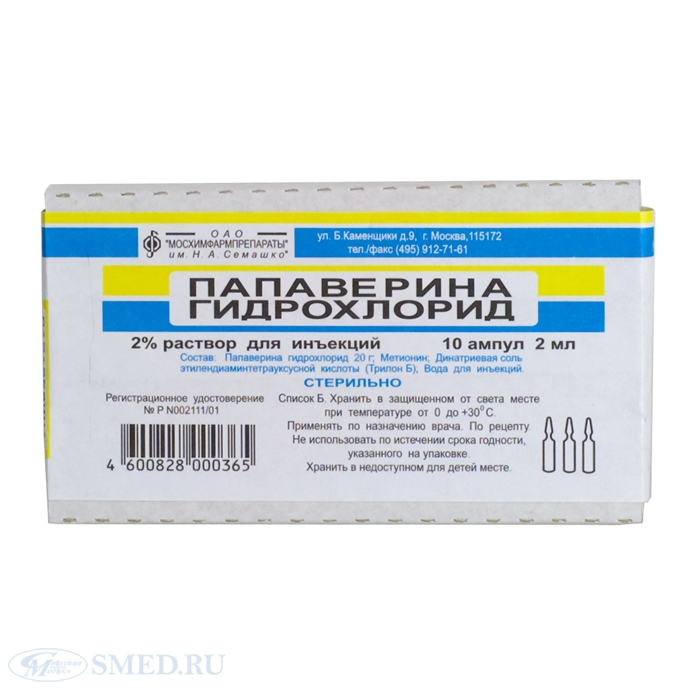 ОАО
"МОСХИМФАРМПРЕПАРАТЫ"
им. Н.А. Семашко"
ул. Б.Каменщики д.9, г. Москва,115172
тел./факс (495) 912-71-61
ПАПАВЕРИНА
ГИДРОХЛОРИД
2% раствор для инъекций 10 ампул 2 мл
Состав: Папаверина гидрохлорид 20 г; Метионин; Динатриевая соль
этилендиаминтетрауксусной кислоты (Трилон Б); Вода для инъекций.
СТЕРИЛЬНО
Регистрационное удостоверение
№ Р N002111/01
4 600828 000365
Список Б. Хранить в защищенном от света месте
при температуре от 0 до +30°С.
Применять по назначению врача. По рецепту.
Не использовать по истечении срока годности,
указанного на упаковке.
Хранить в недоступном для детей месте.
SMED.RU